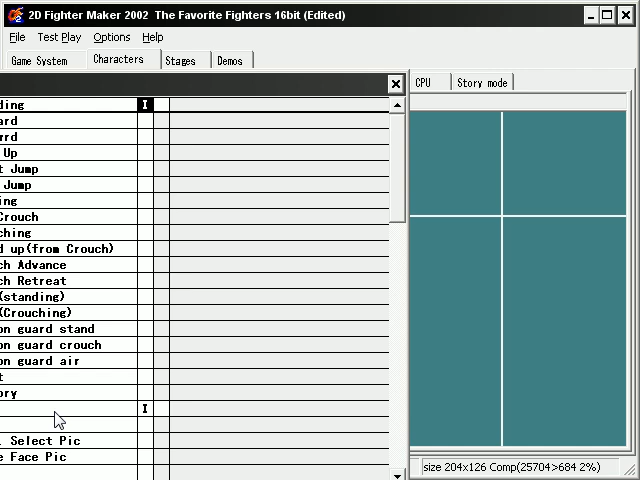 2D Fighter Maker 2002 The Favorite Fighters 16bit (Edited)
File Test Play Options Help
Game System Characters Stages Demos
CPU Story mode
ding I
ard
rrd
Up
t Jump
Jump
ing
Crouch
ching
d up(from Crouch)
ch Advance
ch Retreat
(standing)
(Crouching)
on guard stand
on guard crouch
on guard air
t
ory
I
. Select Pic
e Face Pic
size 204x126 Comp(25704>684 2%)